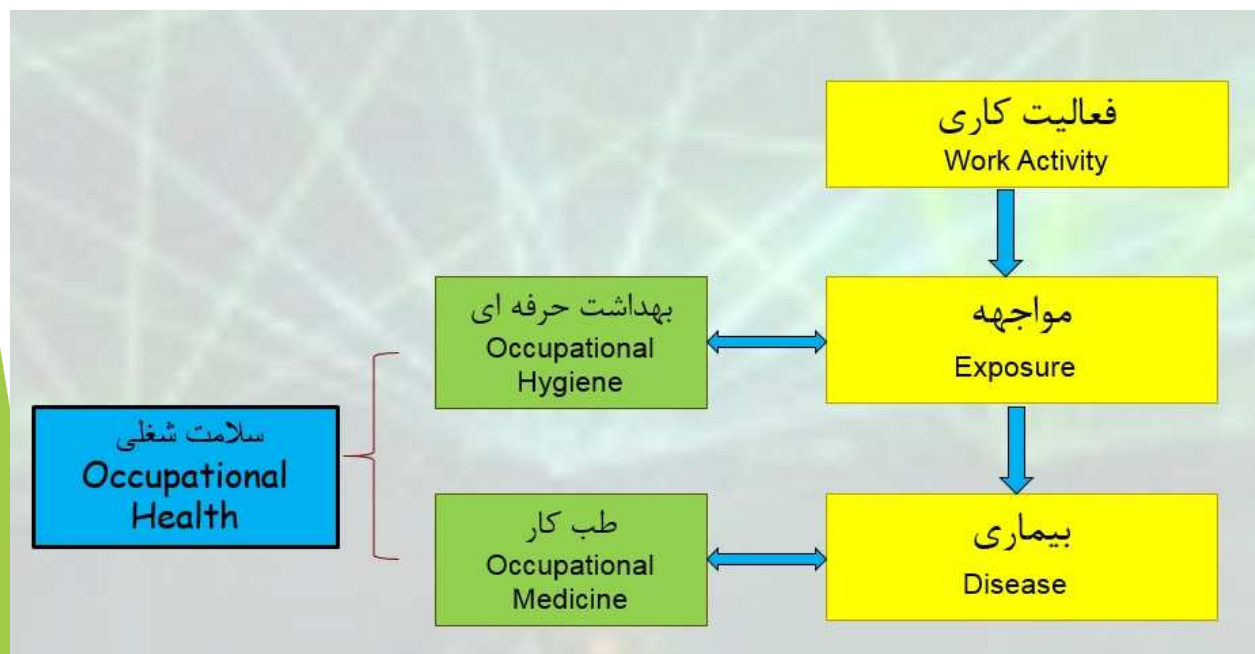 فعالیت کاری
Work Activity
مواجهه
Exposure
بهداشت حرفه ای
Occupational
Hygiene
بیماری
Disease
طب کار
Occupational
Medicine
سلامت شغلی
Occupational
Health